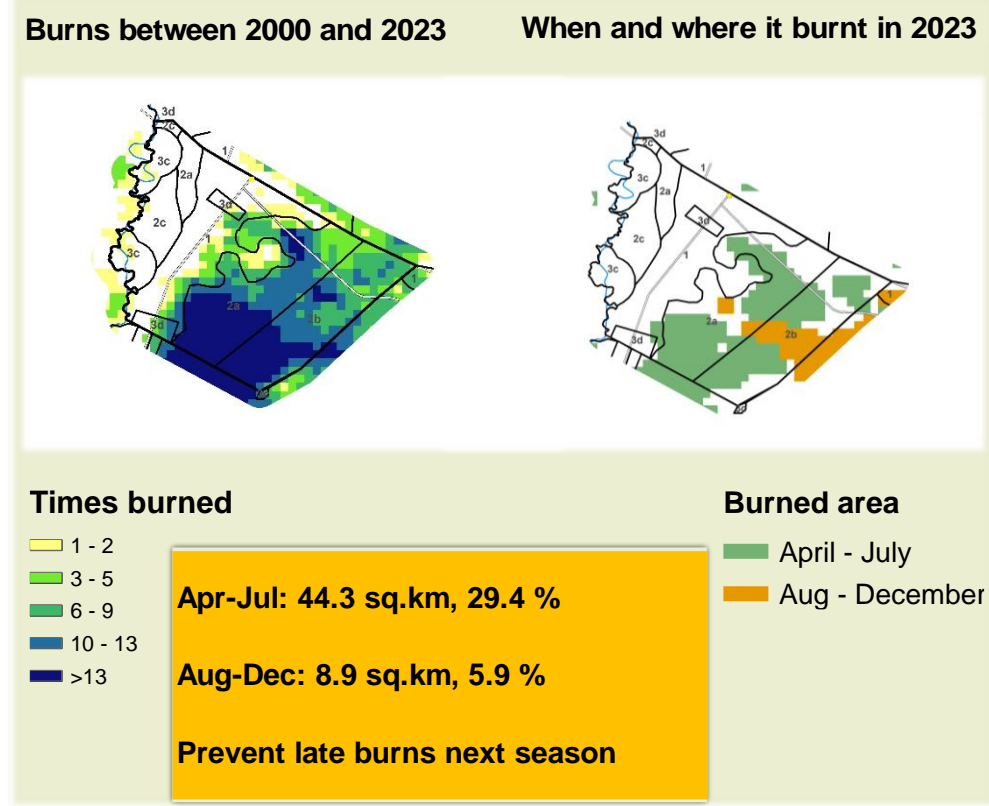 Burns between 2000 and 2023
When and where it burnt in 2023
3d
2c
3c
2a
1
2c
3d
1
3c
2a
2b
1
3d
3d
2c
1
3c
2a
3d
2c
1
3c
1
2a
2b
3d
Times burned
1 - 2
3 - 5
6 - 9
10 - 13
>13
Apr-Jul: 44.3 sq.km, 29.4 %
Aug-Dec: 8.9 sq.km, 5.9 %
Prevent late burns next season
Burned area
April - July
Aug - December